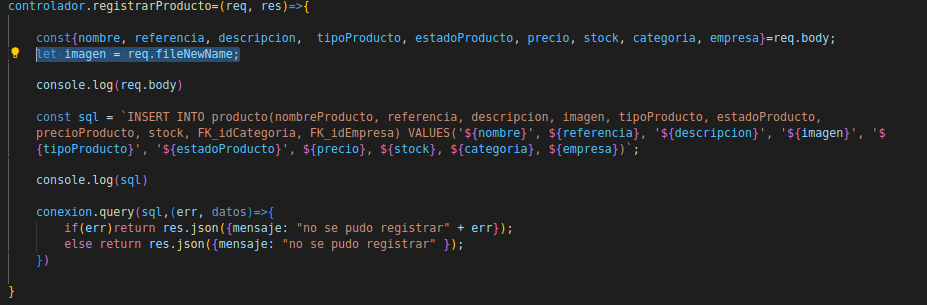 controlador.registrarProducto=(req, res)=>{
const{nombre, referencia, descripcion,  tipoProducto, estadoProducto, precio, stock, categoria, empresa}=req.body;
let imagen = req.fileNewName;
console.log(req.body)
const sql = `INSERT INTO producto(nombreProducto, referencia, descripcion, imagen, tipoProducto, estadoProducto,
precioProducto, stock, FK_idCategoria, FK_idEmpresa) VALUES('${nombre}', ${referencia}, '${descripcion}', '${imagen}', '$
{tipoProducto}', '${estadoProducto}', ${precio}, ${stock}, ${categoria}, ${empresa})`;
console.log(sql)
conexion.query(sql,(err, datos)=>{
if(err)return res.json({mensaje: "no se pudo registrar" + err});
else return res.json({mensaje: "no se pudo registrar" });
})
}